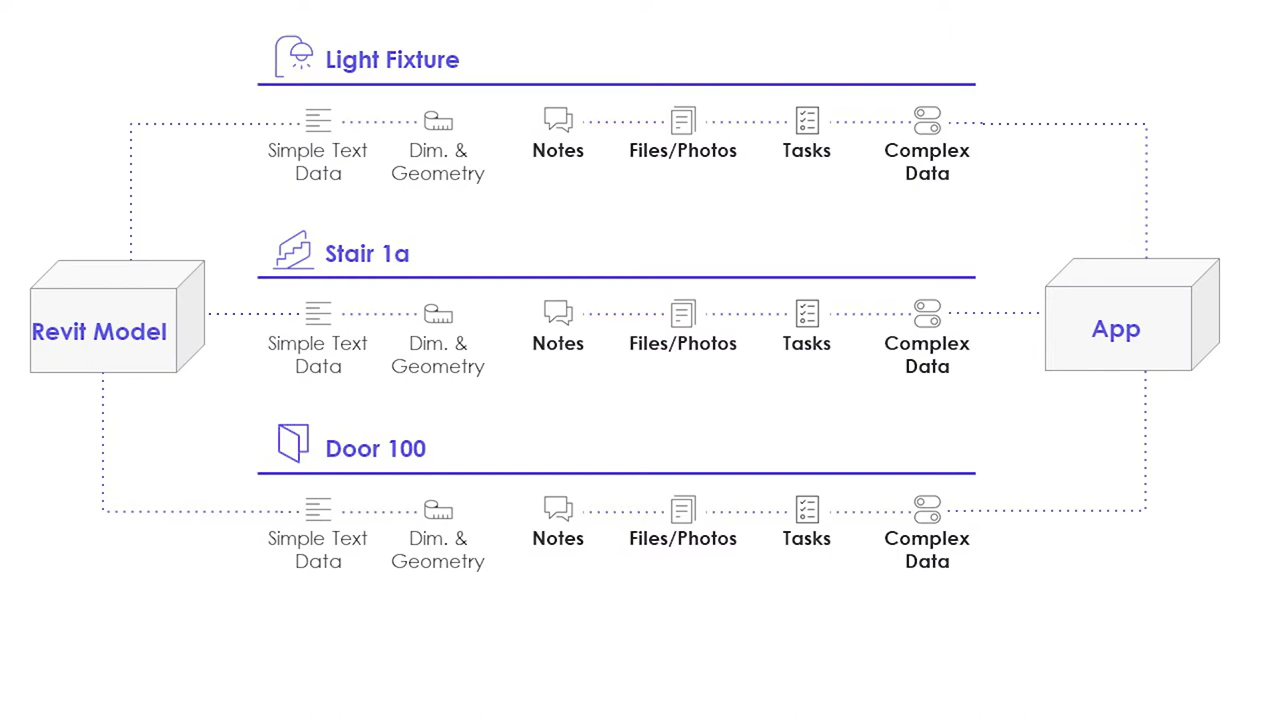 Light Fixture
Simple Text Data
Dim. & Geometry
Notes
Files/Photos
Tasks
Complex Data
Stair 1a
Revit Model
Simple Text Data
Dim. & Geometry
Notes
Files/Photos
Tasks
Complex Data
App
Door 100
Simple Text Data
Dim. & Geometry
Notes
Files/Photos
Tasks
Complex Data